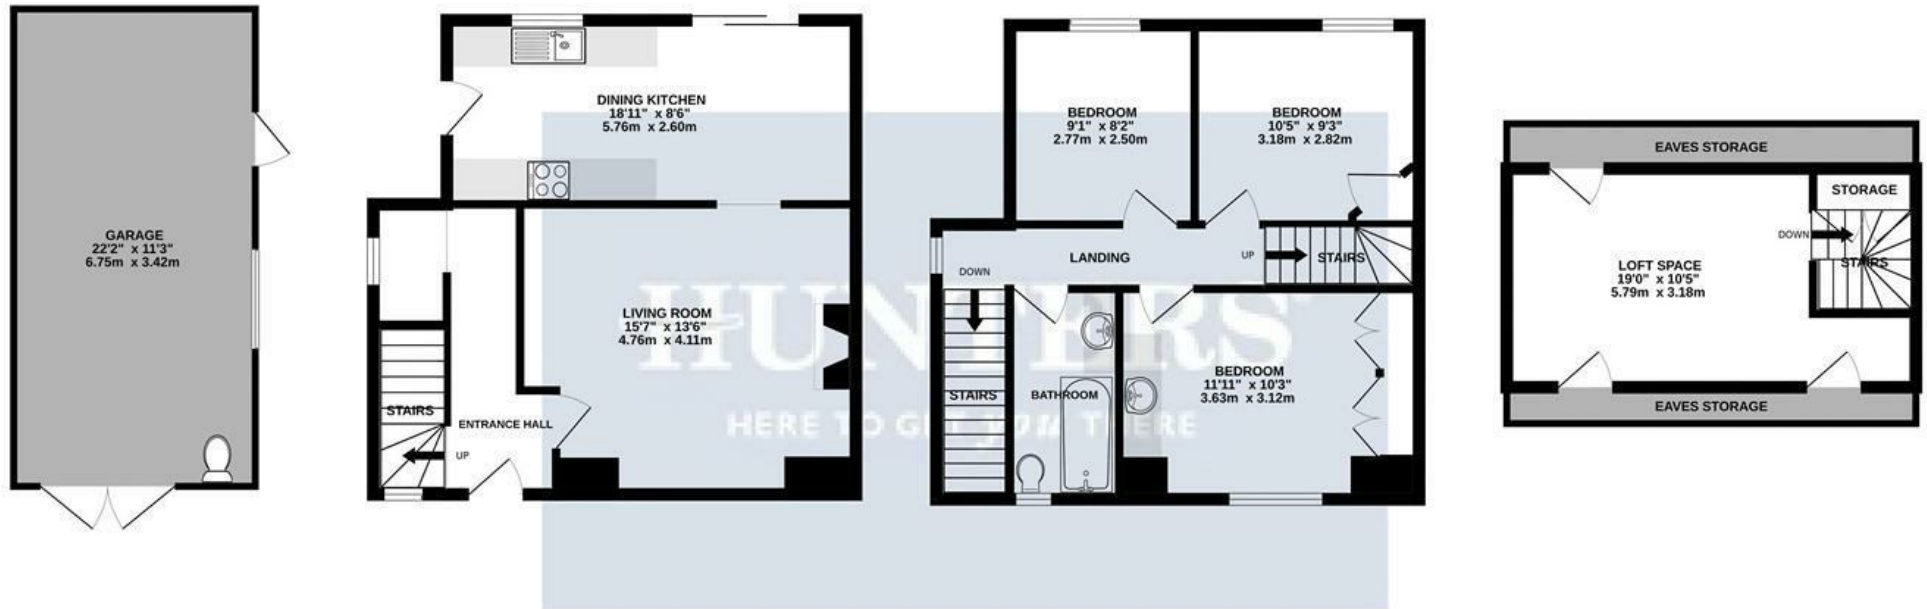 GARAGE
22'2" x 11'3"
6.75m x 3.42m
DINING KITCHEN
18'11" x 8'6"
5.76m x 2.60m
LIVING ROOM
15'7" x 13'6"
4.76m x 4.11m
STAIRS
ENTRANCE HALL
UP
BEDROOM
9'1" x 8'2"
2.77m x 2.50m
BEDROOM
10'5" x 9'3"
3.18m x 2.82m
LANDING
UP
STAIRS
DOWN
STAIRS
BATHROOM
BEDROOM
11'11" x 10'3"
3.63m x 3.12m
EAVES STORAGE
STORAGE
DOWN
STAIRS
LOFT SPACE
19'0" x 10'5"
5.79m x 3.18m
EAVES STORAGE
HUNTERS
HERE TO GET you THERE